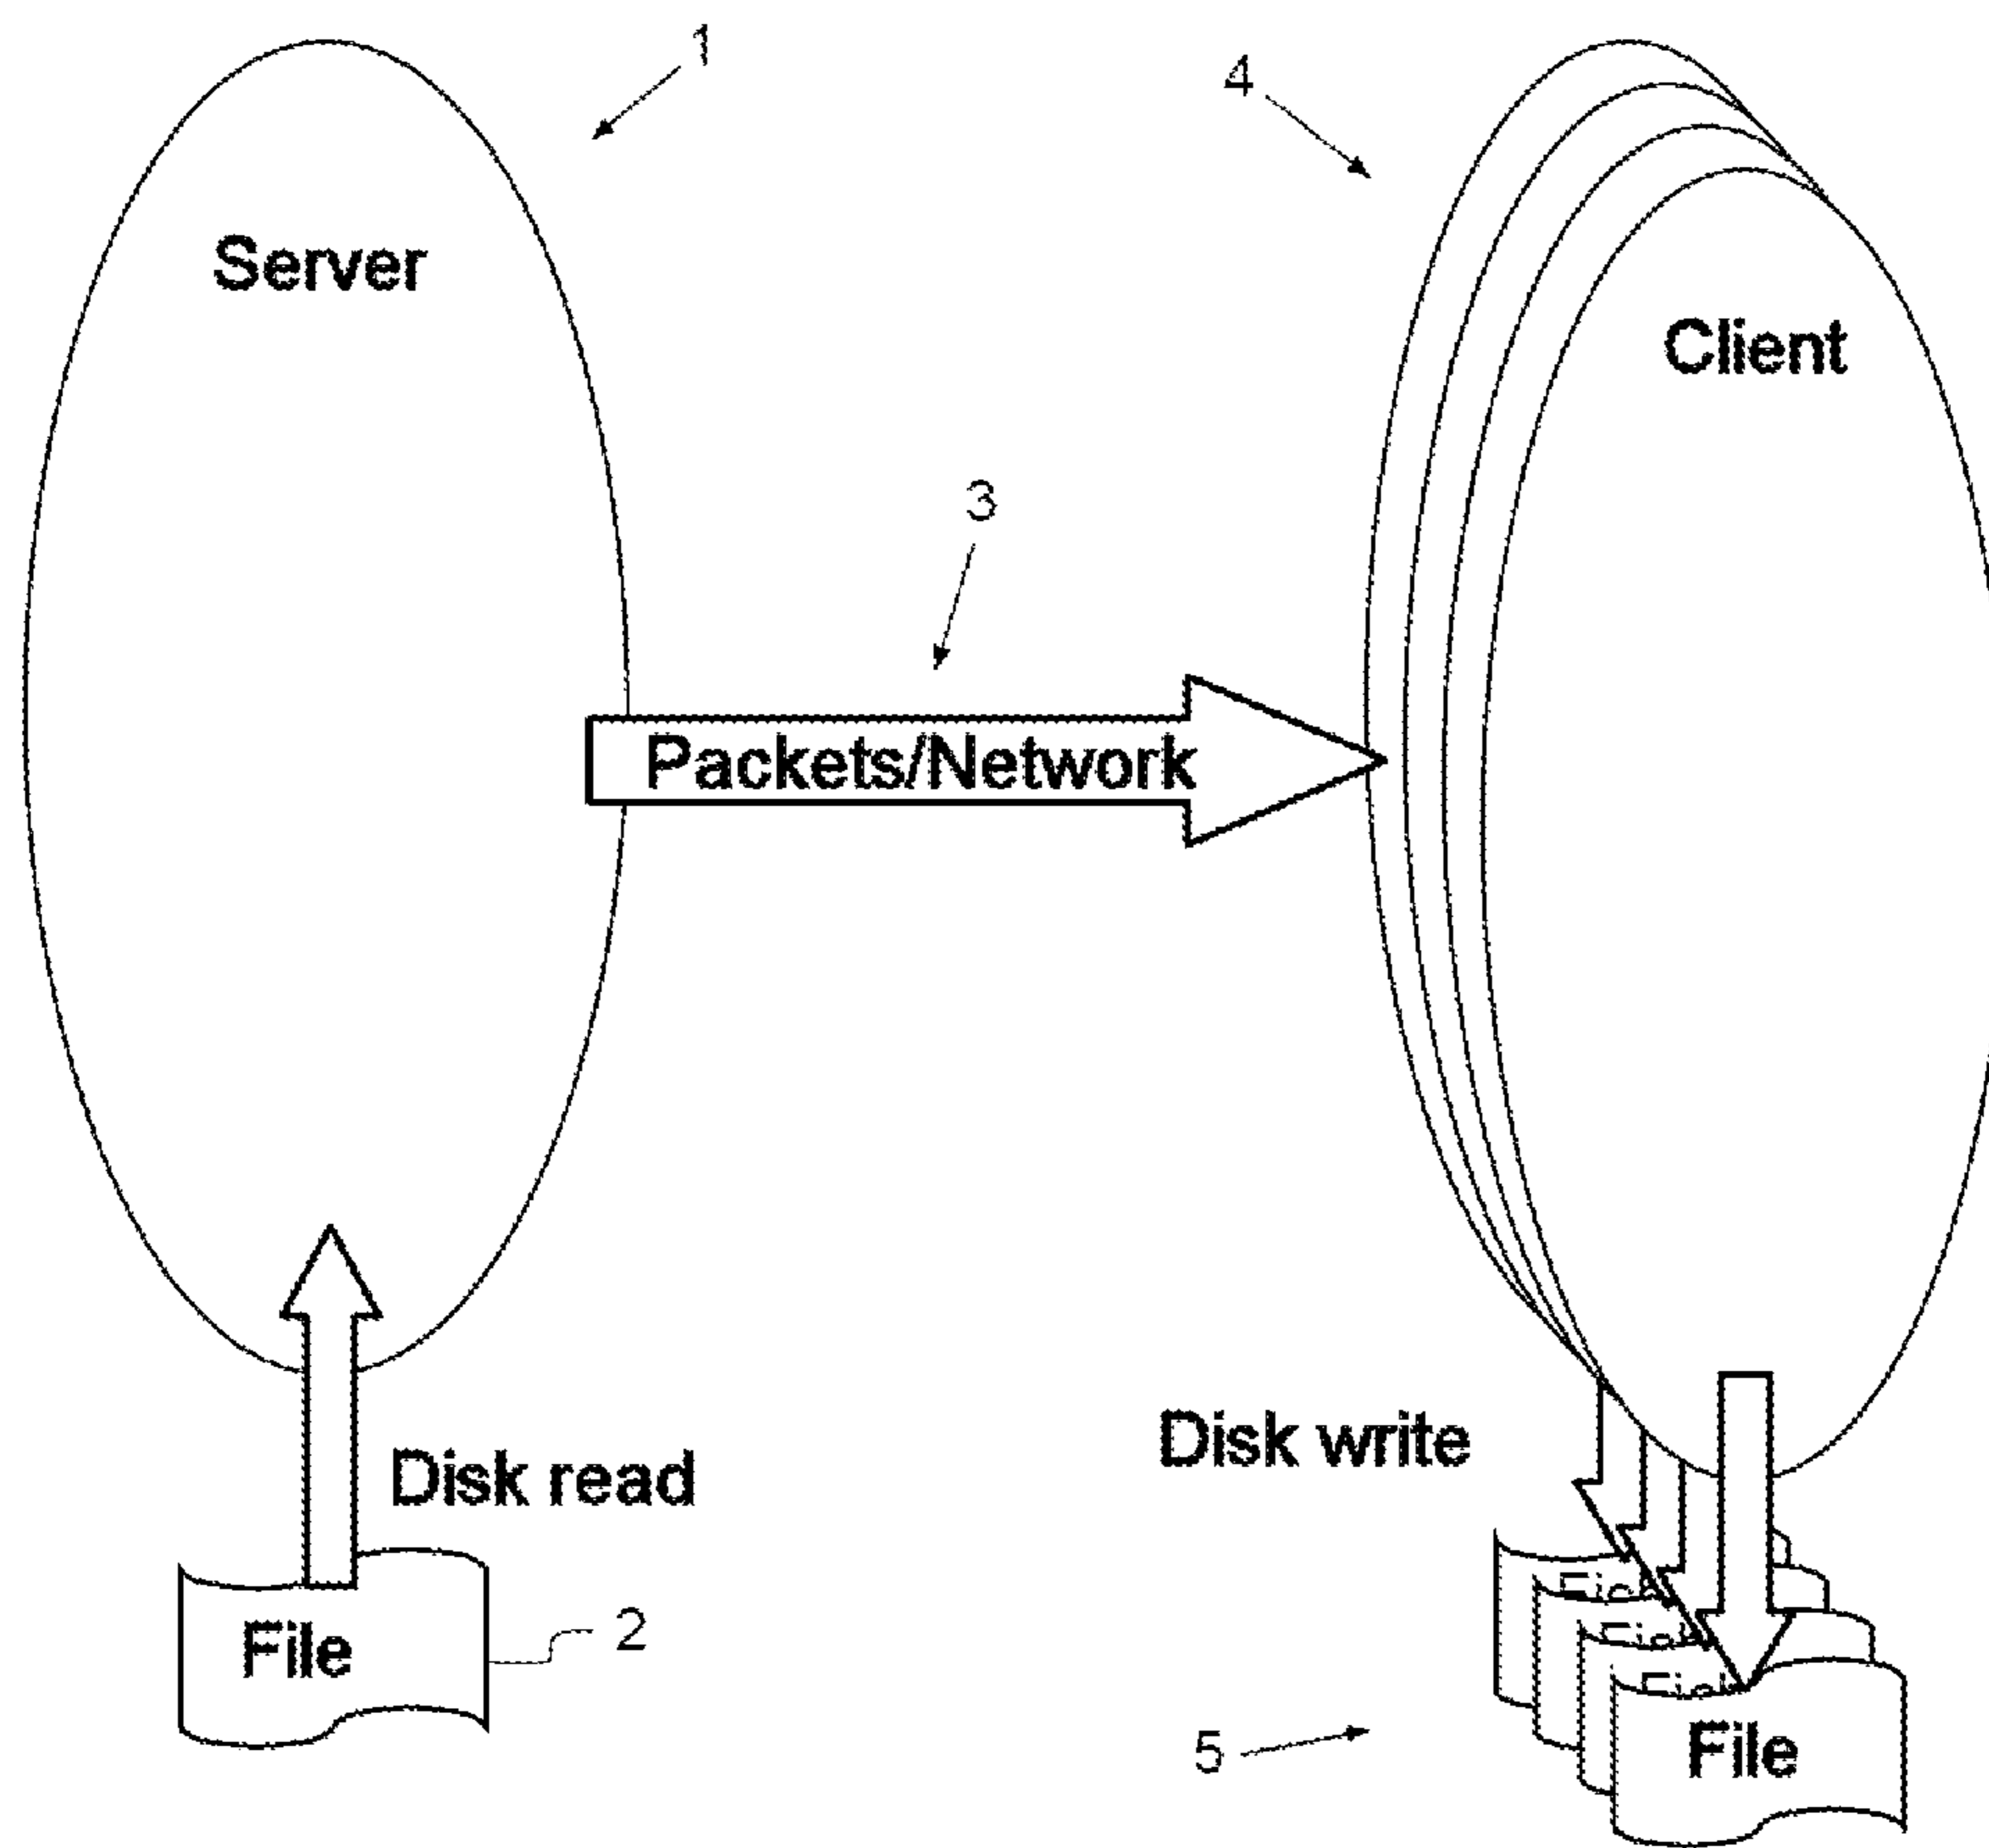 1
4
Server
Client
3
Packets/Network
Disk write
Disk read
File
2
5
File